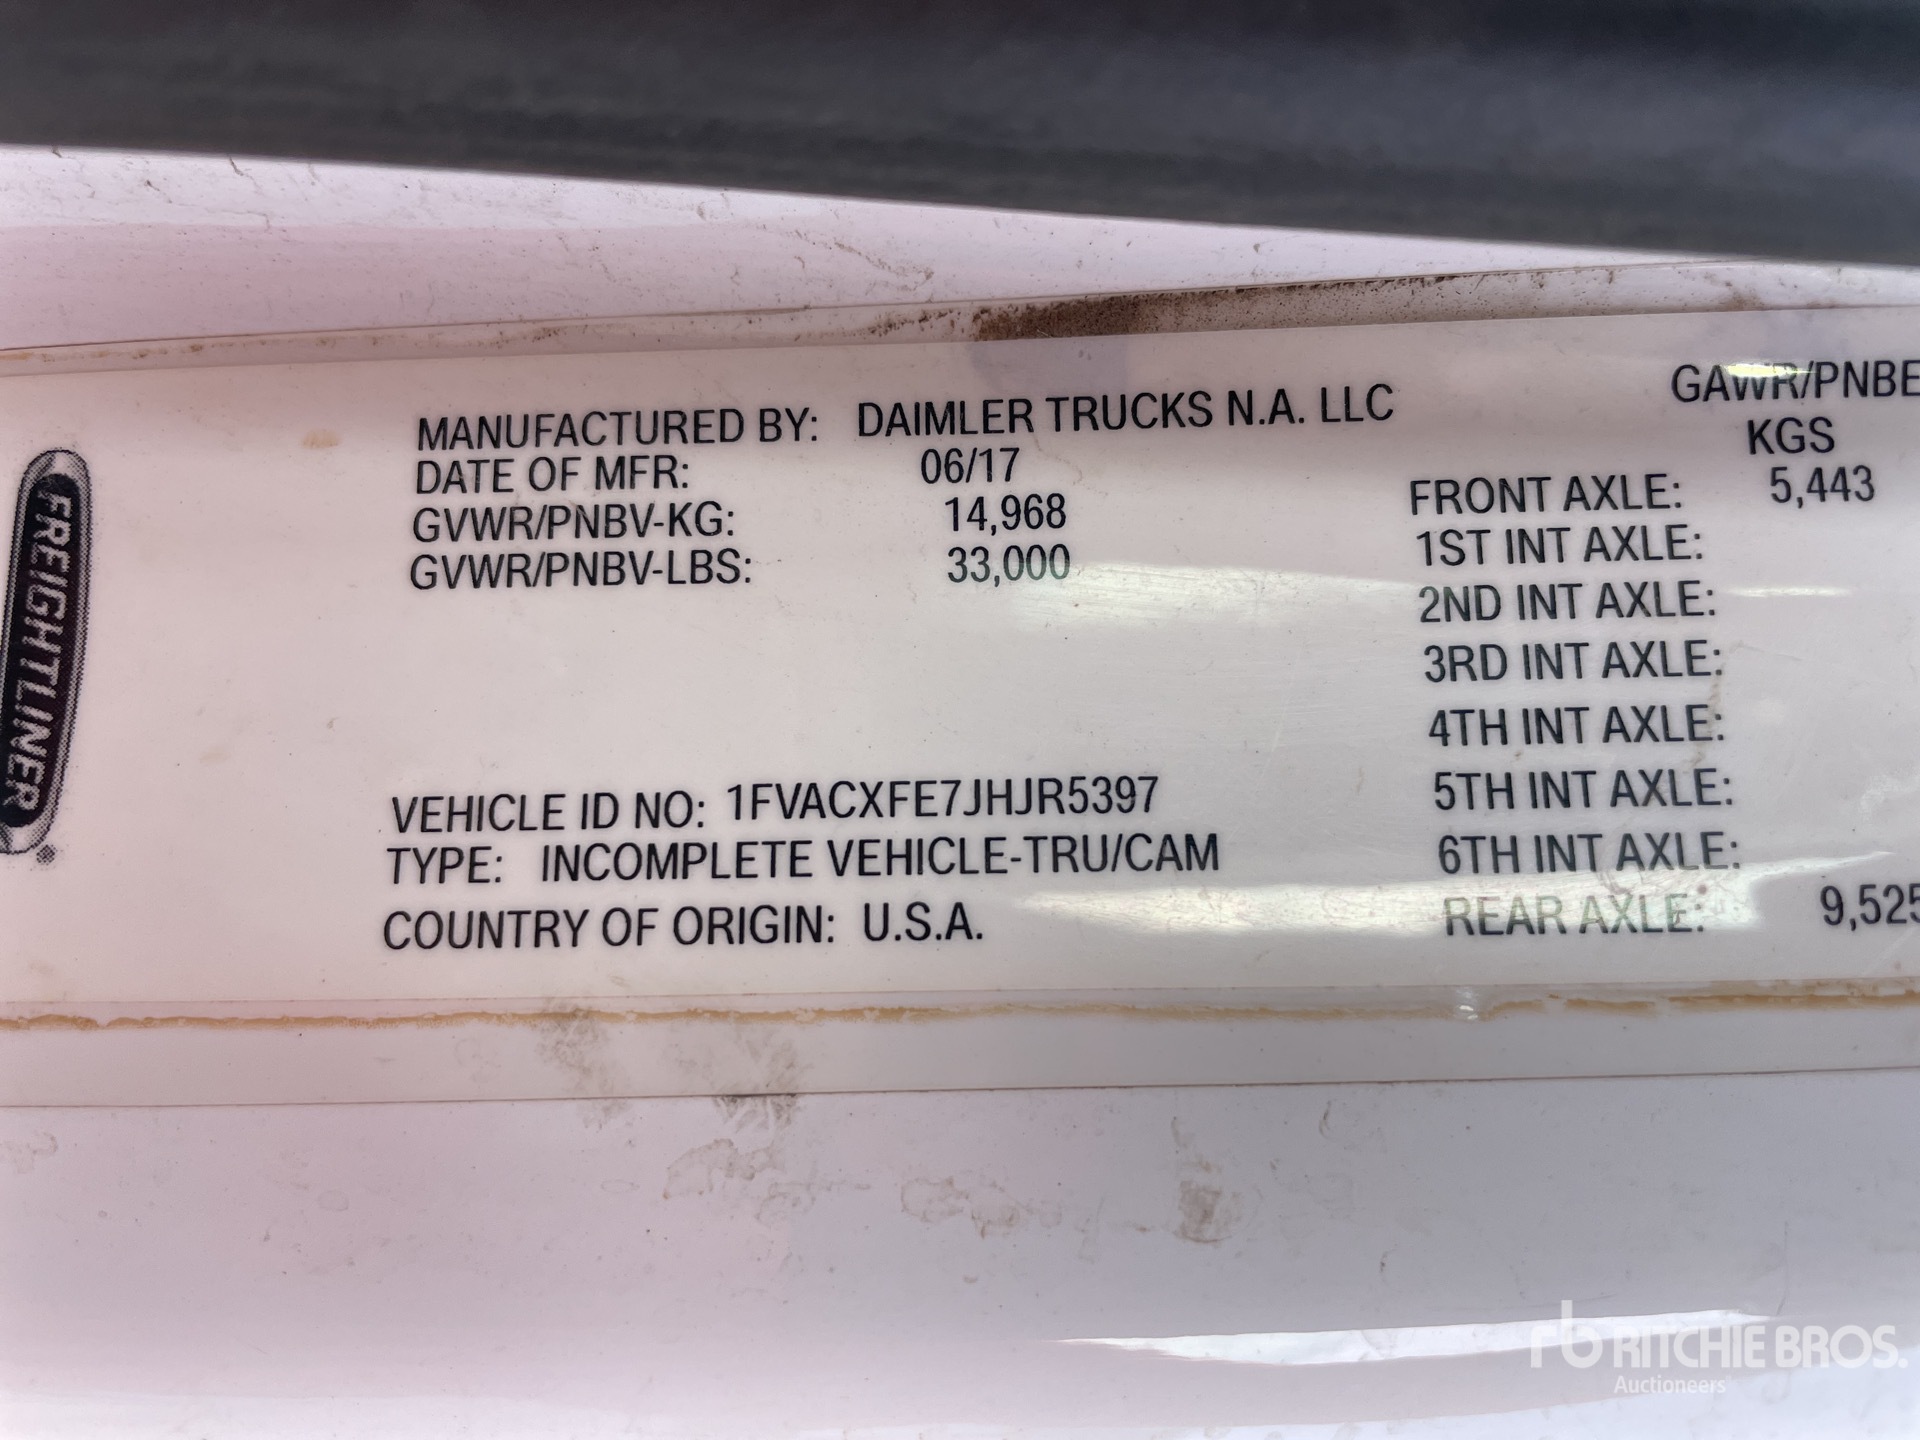 FREIGHTLINER
MANUFACTURED BY: DAIMLER TRUCKS N.A. LLC
DATE OF MFR: 06/17
GVWR/PNBV-KG: 14,968
GVWR/PNBV-LBS: 33,000
VEHICLE ID NO: 1FVACXFE7JHJR5397
TYPE: INCOMPLETE VEHICLE-TRU/CAM
COUNTRY OF ORIGIN: U.S.A.
GAWR/PNBE
KGS
FRONT AXLE: 5,443
1ST INT AXLE:
2ND INT AXLE:
3RD INT AXLE:
4TH INT AXLE:
5TH INT AXLE:
6TH INT AXLE:
REAR AXLE: 9,525
rb RITCHIE BROS.
Auctioneers